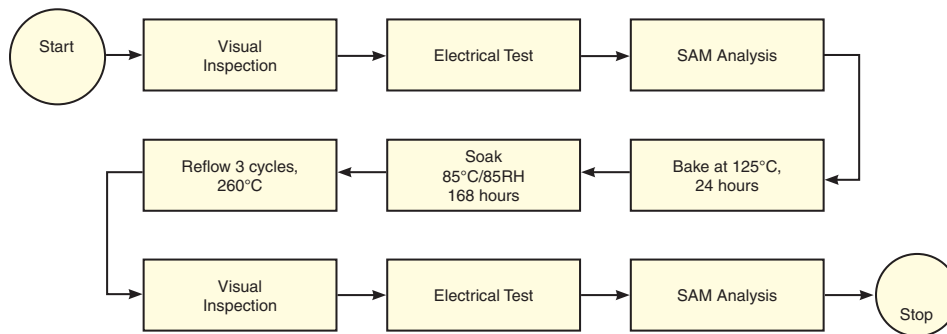 Start
Visual
Inspection
Electrical Test
SAM Analysis
Bake at 125°C,
24 hours
Soak
85°C/85RH
168 hours
Reflow 3 cycles,
260°C
Visual
Inspection
Electrical Test
SAM Analysis
Stop